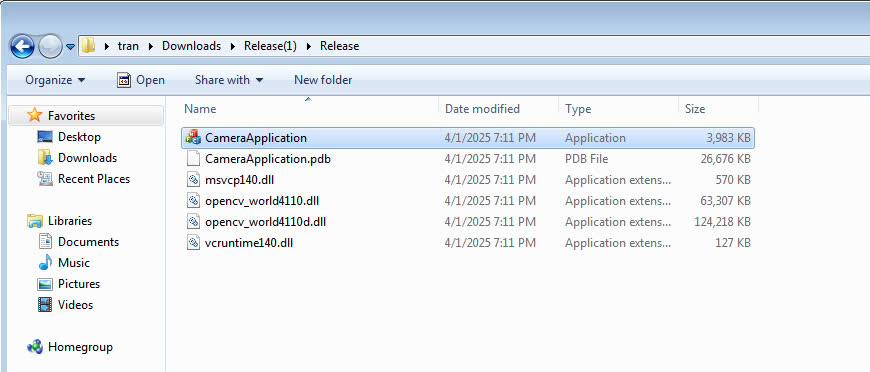 tran Downloads Release(1) Release
Organize Open Share with New folder
Favorites
Desktop
Downloads
Recent Places
Libraries
Documents
Music
Pictures
Videos
Homegroup
Name Date modified Type Size
CameraApplication 4/1/2025 7:11 PM Application 3,983 KB
CameraApplication.pdb 4/1/2025 7:11 PM PDB File 26,676 KB
msvcp140.dll 4/1/2025 7:11 PM Application extens... 570 KB
opencv_world4110.dll 4/1/2025 7:11 PM Application extens... 63,307 KB
opencv_world4110d.dll 4/1/2025 7:11 PM Application extens... 124,218 KB
vcruntime140.dll 4/1/2025 7:11 PM Application extens... 127 KB